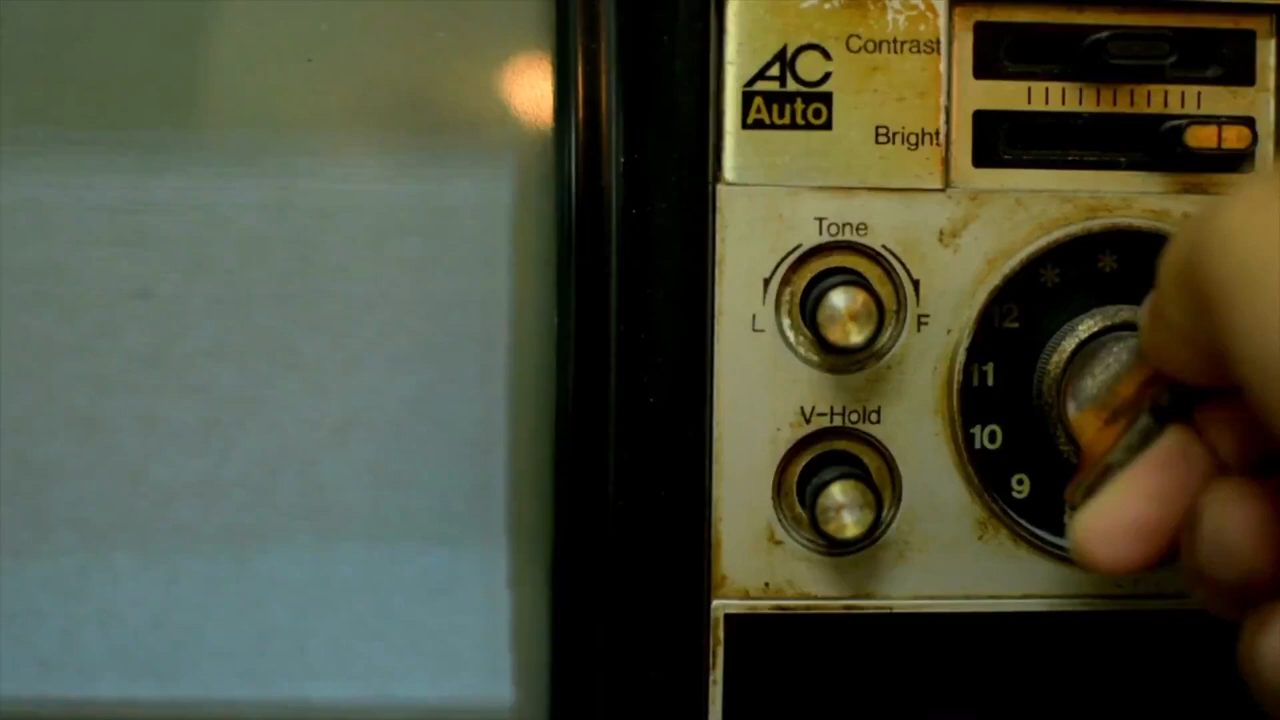 AC
Auto
Contrast
Bright
Tone
L F
V-Hold
* *
12
11
10
9